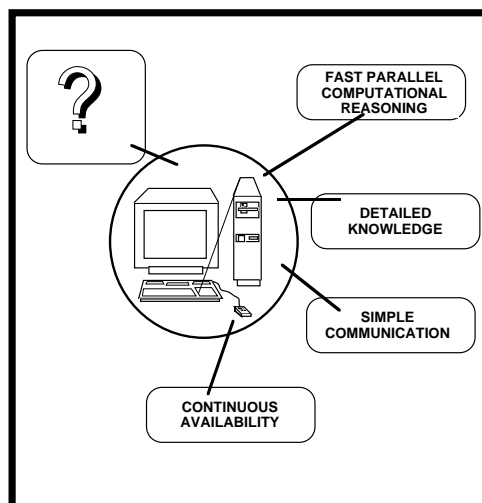 ?
FAST PARALLEL
COMPUTATIONAL
REASONING
DETAILED
KNOWLEDGE
SIMPLE
COMMUNICATION
CONTINUOUS
AVAILABILITY